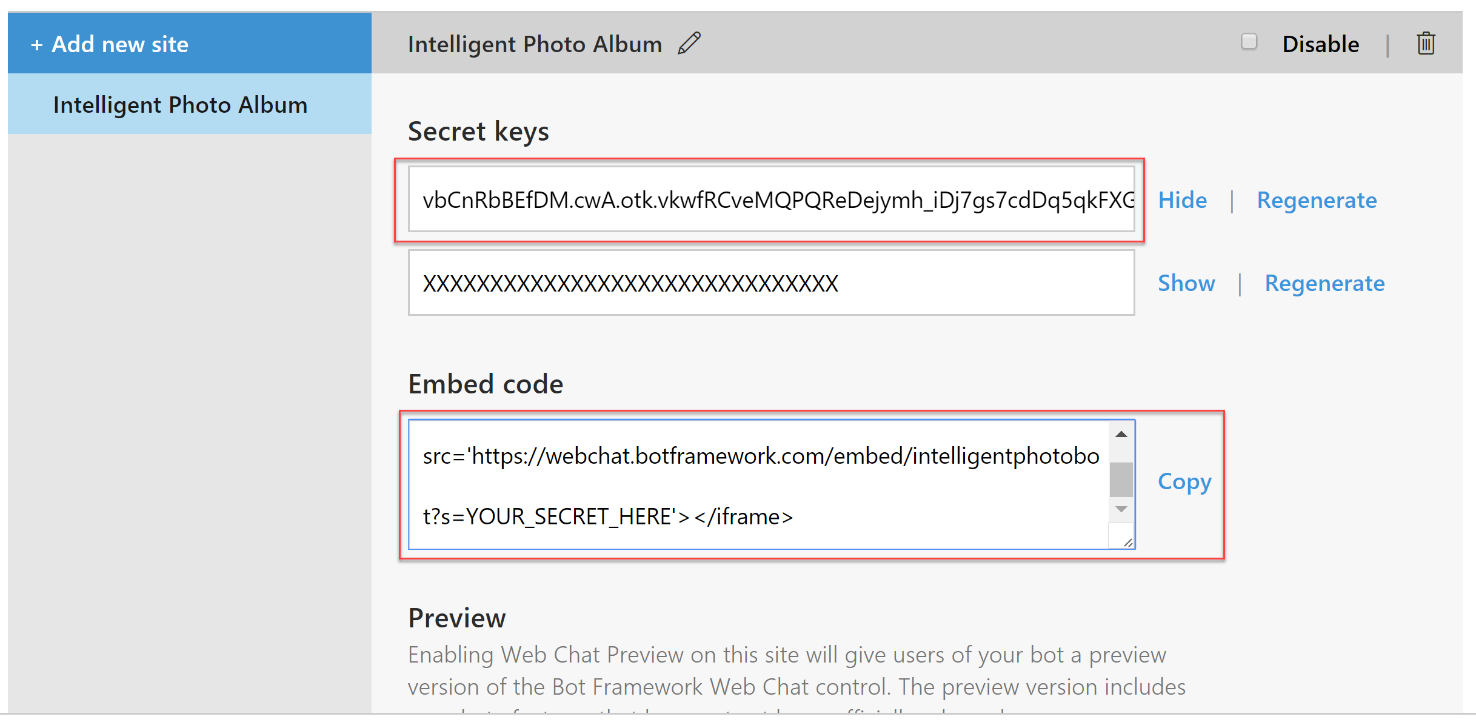 + Add new site
Intelligent Photo Album
Disable
Intelligent Photo Album
Secret keys
vbCnRbBEfDM.cwA.otk.vkwfRCveMQPQReDejymh_iDj7gs7cdDq5qkFXG
Hide | Regenerate
XXXXXXXXXXXXXXXXXXXXXXXXXXXXXXXX
Show | Regenerate
Embed code
src='https://webchat.botframework.com/embed/intelligentphotobo
t?s=YOUR_SECRET_HERE'></iframe>
Copy
Preview
Enabling Web Chat Preview on this site will give users of your bot a preview
version of the Bot Framework Web Chat control. The preview version includes